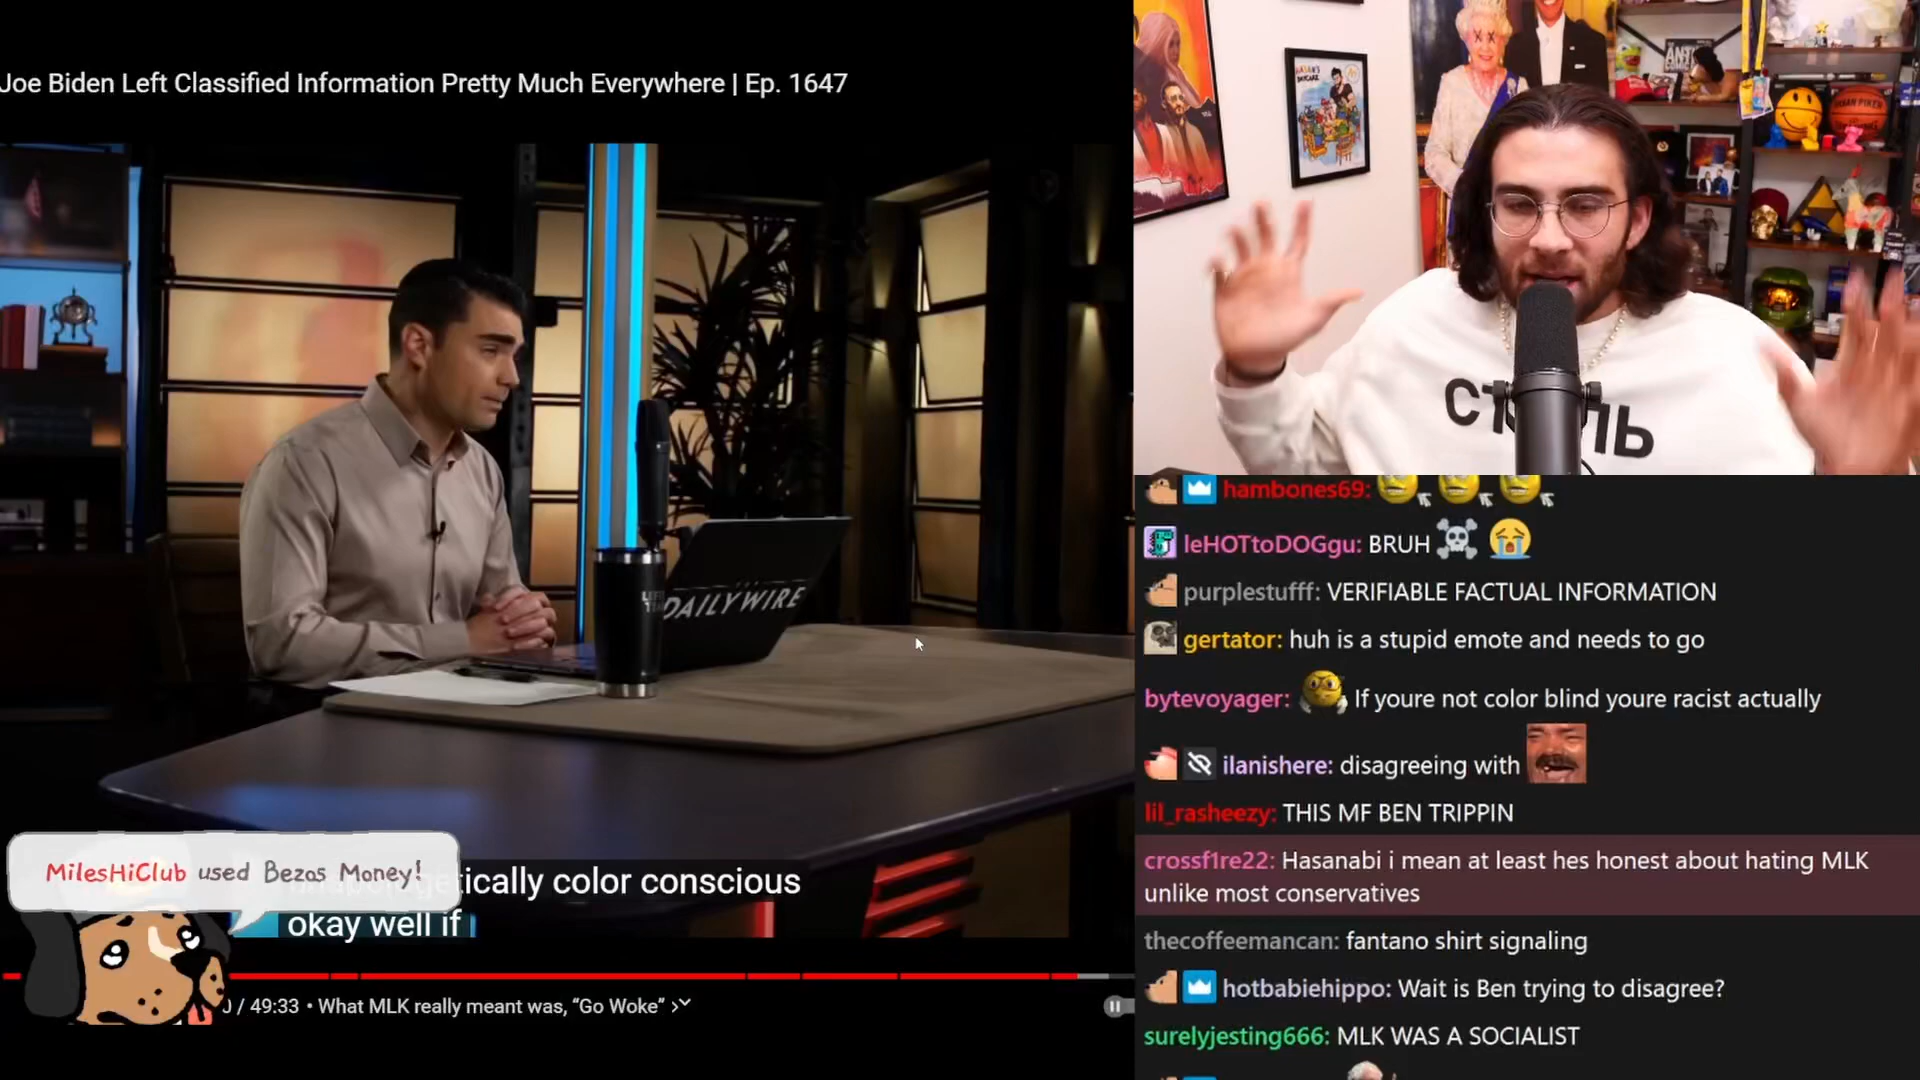 Joe Biden Left Classified Information Pretty Much Everywhere | Ep. 1647
DAILYWIRE
MilesHiClub used Bezos Money!
tically color conscious
okay well if
/ 49:33 • What MLK really meant was, “Go Woke”
hambones69:
leHOTtoDOGgu: BRUH
purplestufff: VERIFIABLE FACTUAL INFORMATION
gertator: huh is a stupid emote and needs to go
bytevoyager: If youre not color blind youre racist actually
ilanishere: disagreeing with
lil_rasheezy: THIS MF BEN TRIPPIN
crossf1re22: Hasanabi i mean at least hes honest about hating MLK
unlike most conservatives
thecoffeemancan: fantano shirt signaling
hotbabiehippo: Wait is Ben trying to disagree?
surelyjesting666: MLK WAS A SOCIALIST